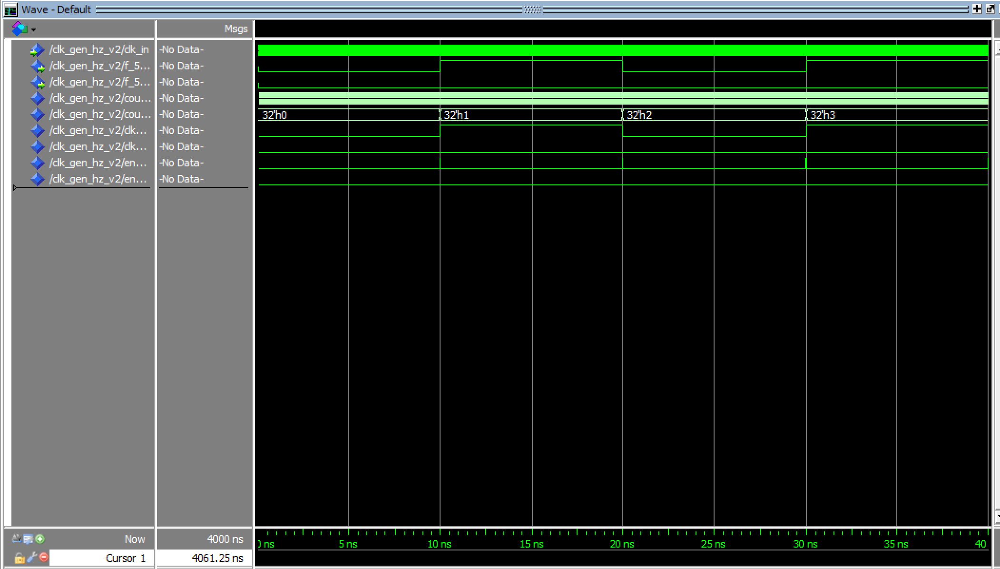 Wave - Default
Msgs
/clk_gen_hz_v2/clk_in -No Data-
/clk_gen_hz_v2/f_5... -No Data-
/clk_gen_hz_v2/f_5... -No Data-
/clk_gen_hz_v2/cou... -No Data-
/clk_gen_hz_v2/cou... -No Data- 32'h0 32'h1 32'h2 32'h3
/clk_gen_hz_v2/clk... -No Data-
/clk_gen_hz_v2/clk... -No Data-
/clk_gen_hz_v2/en... -No Data-
/clk_gen_hz_v2/en... -No Data-
Now 4000 ns
ns 5 ns 10 ns 15 ns 20 ns 25 ns 30 ns 35 ns 40
Cursor 1 4061.25 ns